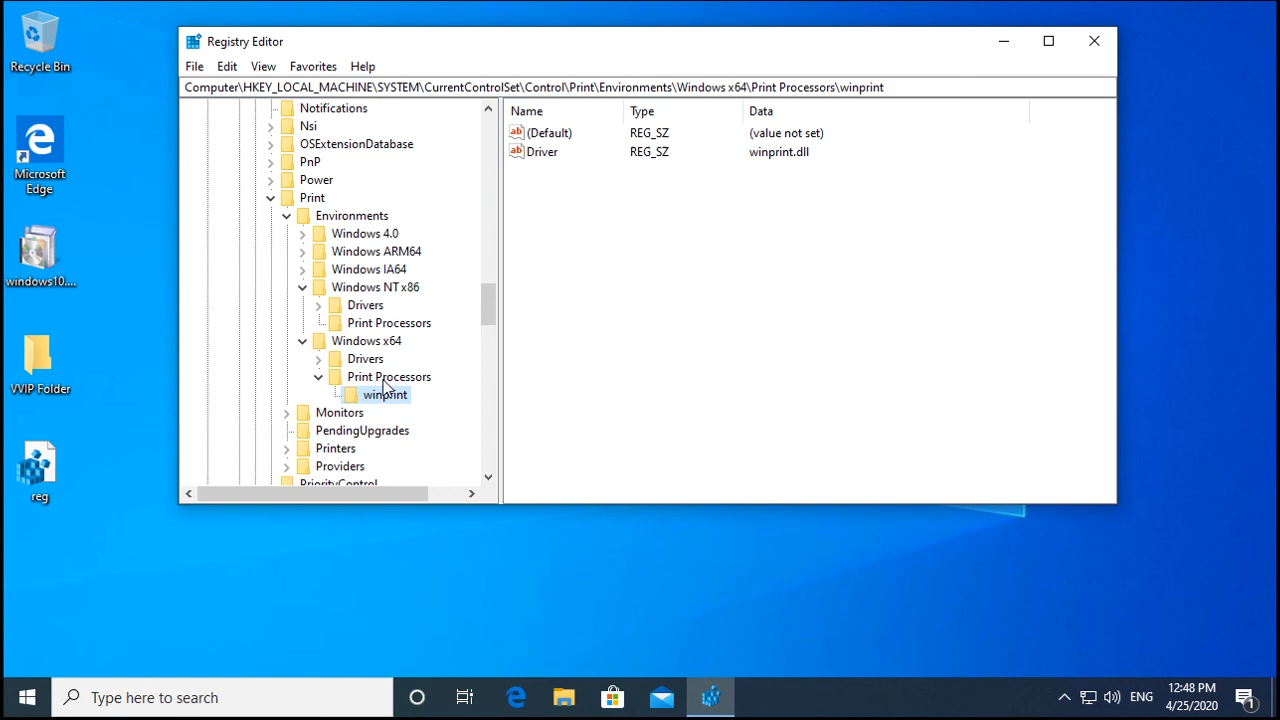 Recycle Bin
Microsoft
Edge
windows10....
VVIP Folder
reg
Registry Editor
File Edit View Favorites Help
Computer\HKEY_LOCAL_MACHINE\SYSTEM\CurrentControlSet\Control\Print\Environments\Windows x64\Print Processors\winprint
Notifications
Nsi
OSExtensionDatabase
PnP
Power
Print
Environments
Windows 4.0
Windows ARM64
Windows IA64
Windows NT x86
Drivers
Print Processors
Windows x64
Drivers
Print Processors
winprint
Monitors
PendingUpgrades
Printers
Providers
PriorityControl
Name Type Data
ab (Default) REG_SZ (value not set)
ab Driver REG_SZ winprint.dll
Type here to search
ENG
12:48 PM
4/25/2020
1